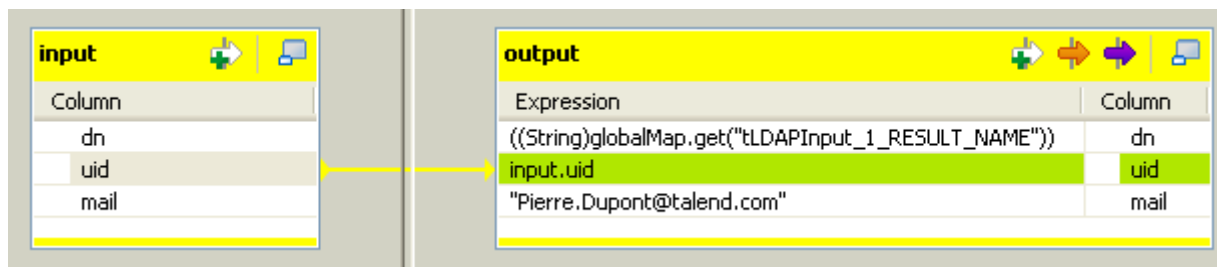 input
Column
dn
uid
mail
output
Expression Column
((String)globalMap.get("tLDAPInput_1_RESULT_NAME")) dn
input.uid uid
"Pierre.Dupont@talend.com" mail